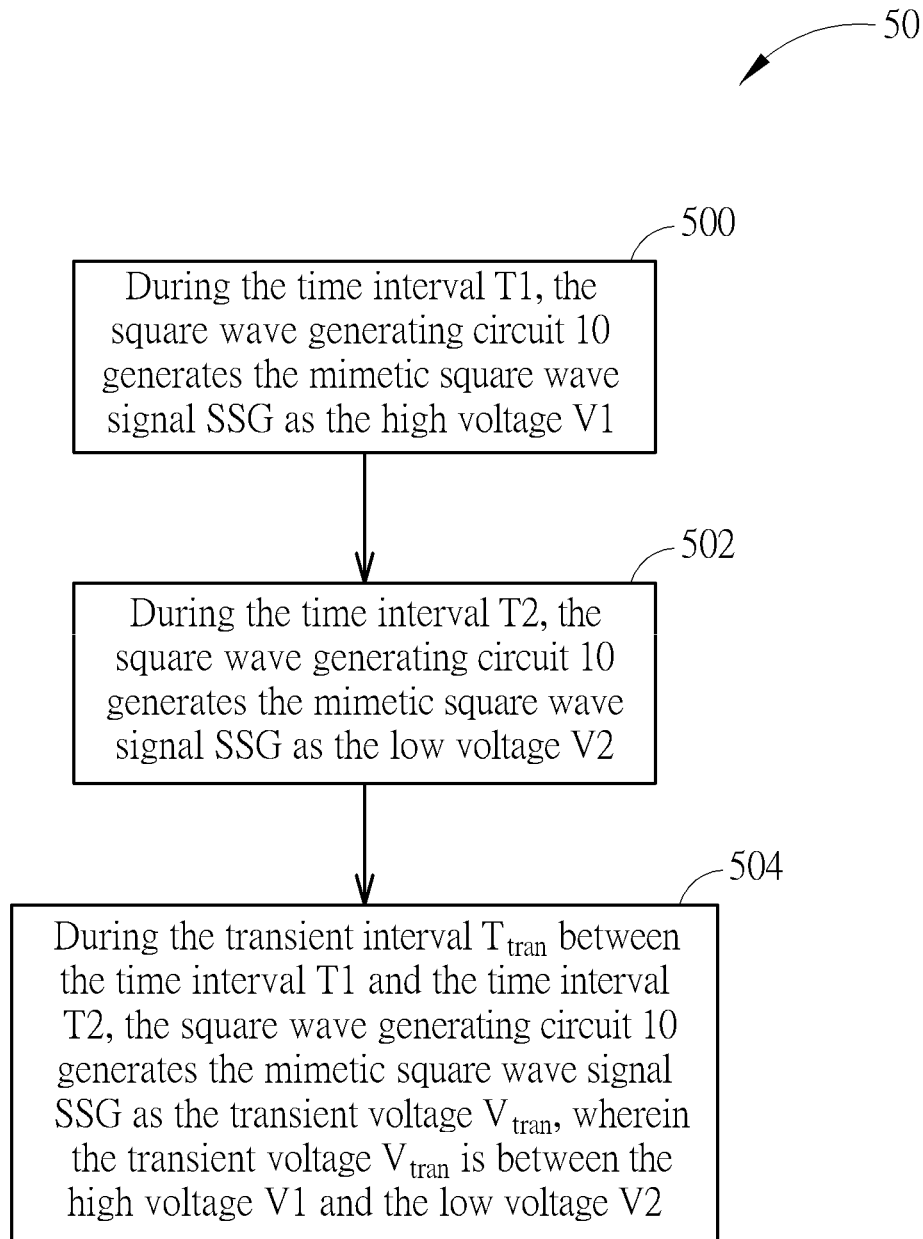 50
500
During the time interval T1, the
square wave generating circuit 10
generates the mimetic square wave
signal SSG as the high voltage V1
502
During the time interval T2, the
square wave generating circuit 10
generates the mimetic square wave
signal SSG as the low voltage V2
504
During the transient interval T_tran between
the time interval T1 and the time interval
T2, the square wave generating circuit 10
generates the mimetic square wave signal
SSG as the transient voltage V_tran, wherein
the transient voltage V_tran is between the
high voltage V1 and the low voltage V2